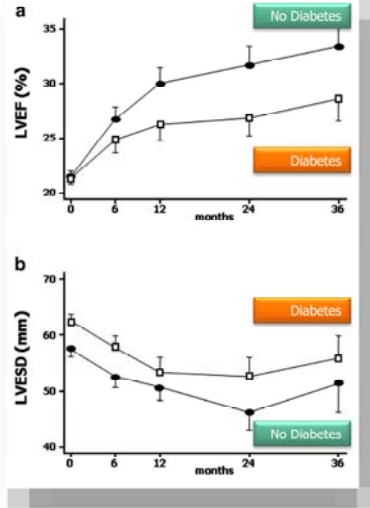 a
No Diabetes
35
30
25
20
LVEF (%)
Diabetes
0 6 12 24 36
months
b
70
60
50
40
LVESD (mm)
Diabetes
No Diabetes
0 6 12 24 36
months